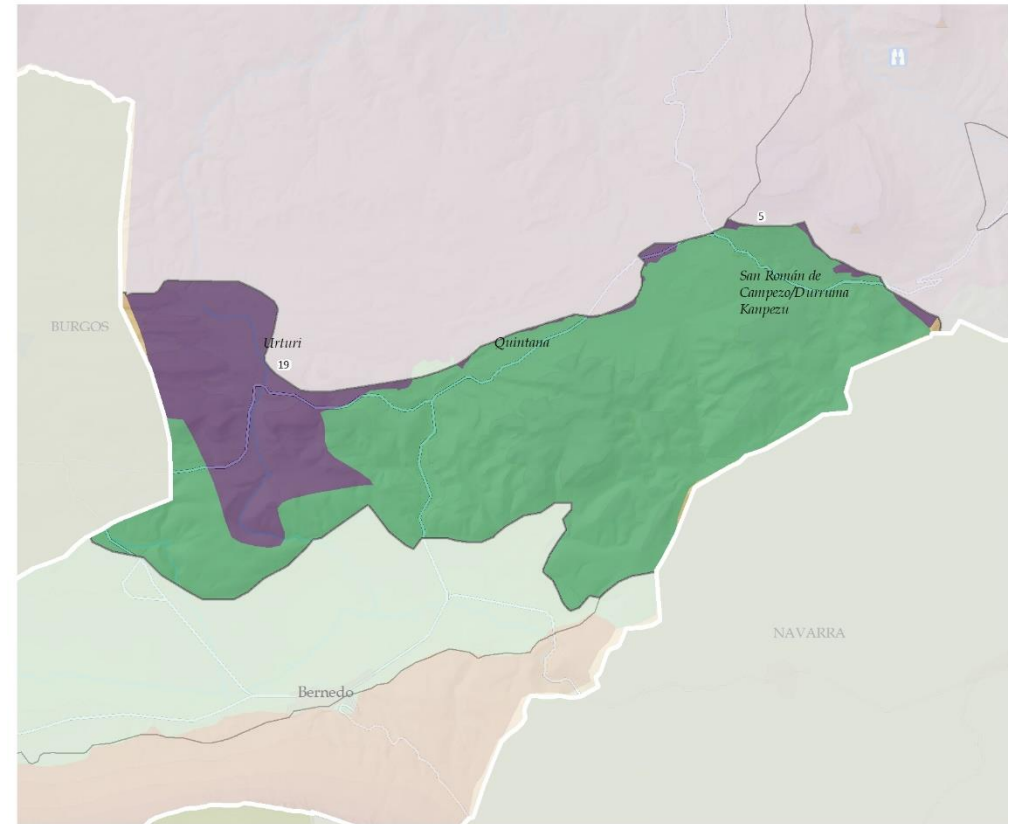 5
San Román de
Campezo/Durruma
Kanpezu
BURGOS
Urturi
19
Quintana
NAVARRA
Bernedo